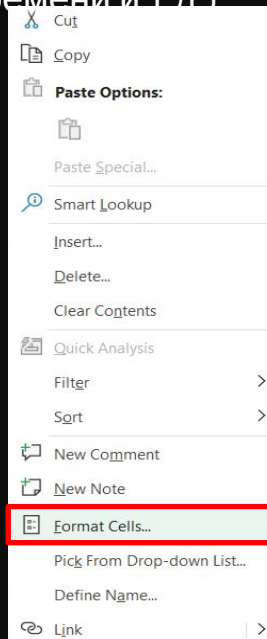 Cut
Copy
Paste Options:
Paste Special...
Smart Lookup
Insert...
Delete...
Clear Contents
Quick Analysis
Filter
Sort
New Comment
New Note
Format Cells...
Pick From Drop-down List...
Define Name...
Link